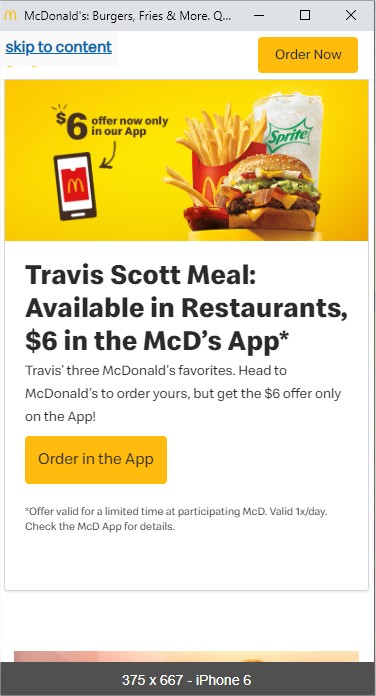 McDonald's: Burgers, Fries & More. Q...
skip to content
Order Now
$6 offer now only
in our App
Sprite
Travis Scott Meal:
Available in Restaurants,
$6 in the McD's App*
Travis' three McDonald's favorites. Head to
McDonald's to order yours, but get the $6 offer only
on the App!
Order in the App
*Offer valid for a limited time at participating McD. Valid 1x/day.
Check the McD App for details.
375 x 667 - iPhone 6